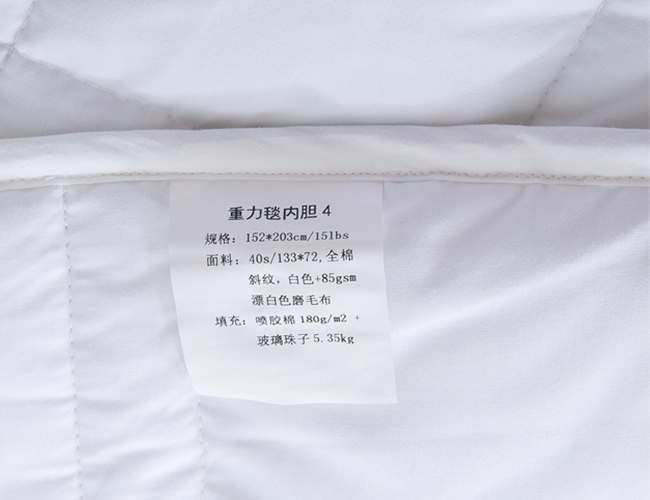 重力毯内胆 4
规格：152*203cm/15lbs
面料：40s/133*72,全棉
斜纹，白色+85gsm
漂白色磨毛布
填充：喷胶棉 180g/m2 +
玻璃珠子 5.35kg